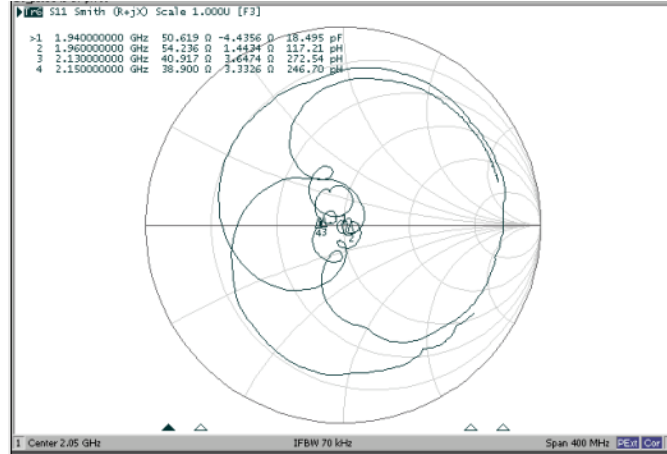 ▶Tr6 S11 Smith (R+jX) Scale 1.000U [F3]
>1 1.940000000 GHz 50.619 Ω -4.4356 Ω 18.495 pF
2 1.960000000 GHz 54.236 Ω 1.4434 Ω 117.21 pH
3 2.130000000 GHz 40.917 Ω 3.6474 Ω 272.54 pH
4 2.150000000 GHz 38.900 Ω 3.3326 Ω 246.70 pH
43
2
1 Center 2.05 GHz IFBW 70 kHz Span 400 MHz PExt Cor